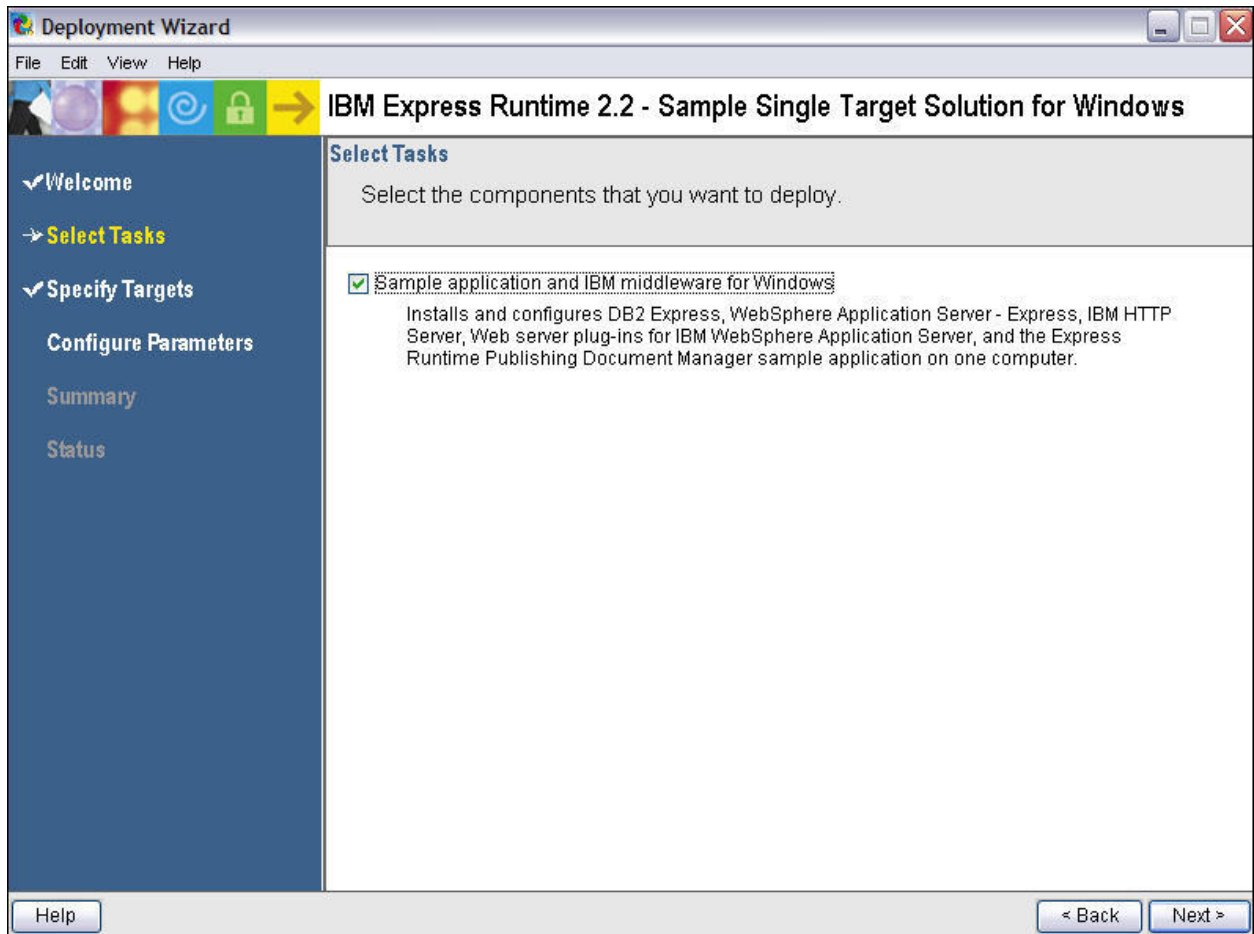 Deployment Wizard
File Edit View Help
IBM Express Runtime 2.2 - Sample Single Target Solution for Windows
Welcome
Select Tasks
Specify Targets
Configure Parameters
Summary
Status
Select Tasks
Select the components that you want to deploy.
Sample application and IBM middleware for Windows
Installs and configures DB2 Express, WebSphere Application Server - Express, IBM HTTP
Server, Web server plug-ins for IBM WebSphere Application Server, and the Express
Runtime Publishing Document Manager sample application on one computer.
Help
< Back
Next >